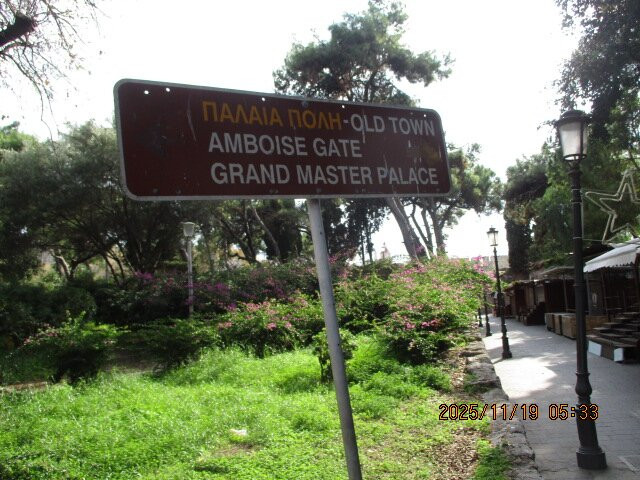 ΠΑΛΑΙΑ ΠΟΛΗ-OLD TOWN
AMBOISE GATE
GRAND MASTER PALACE
2025/11/19 05:33